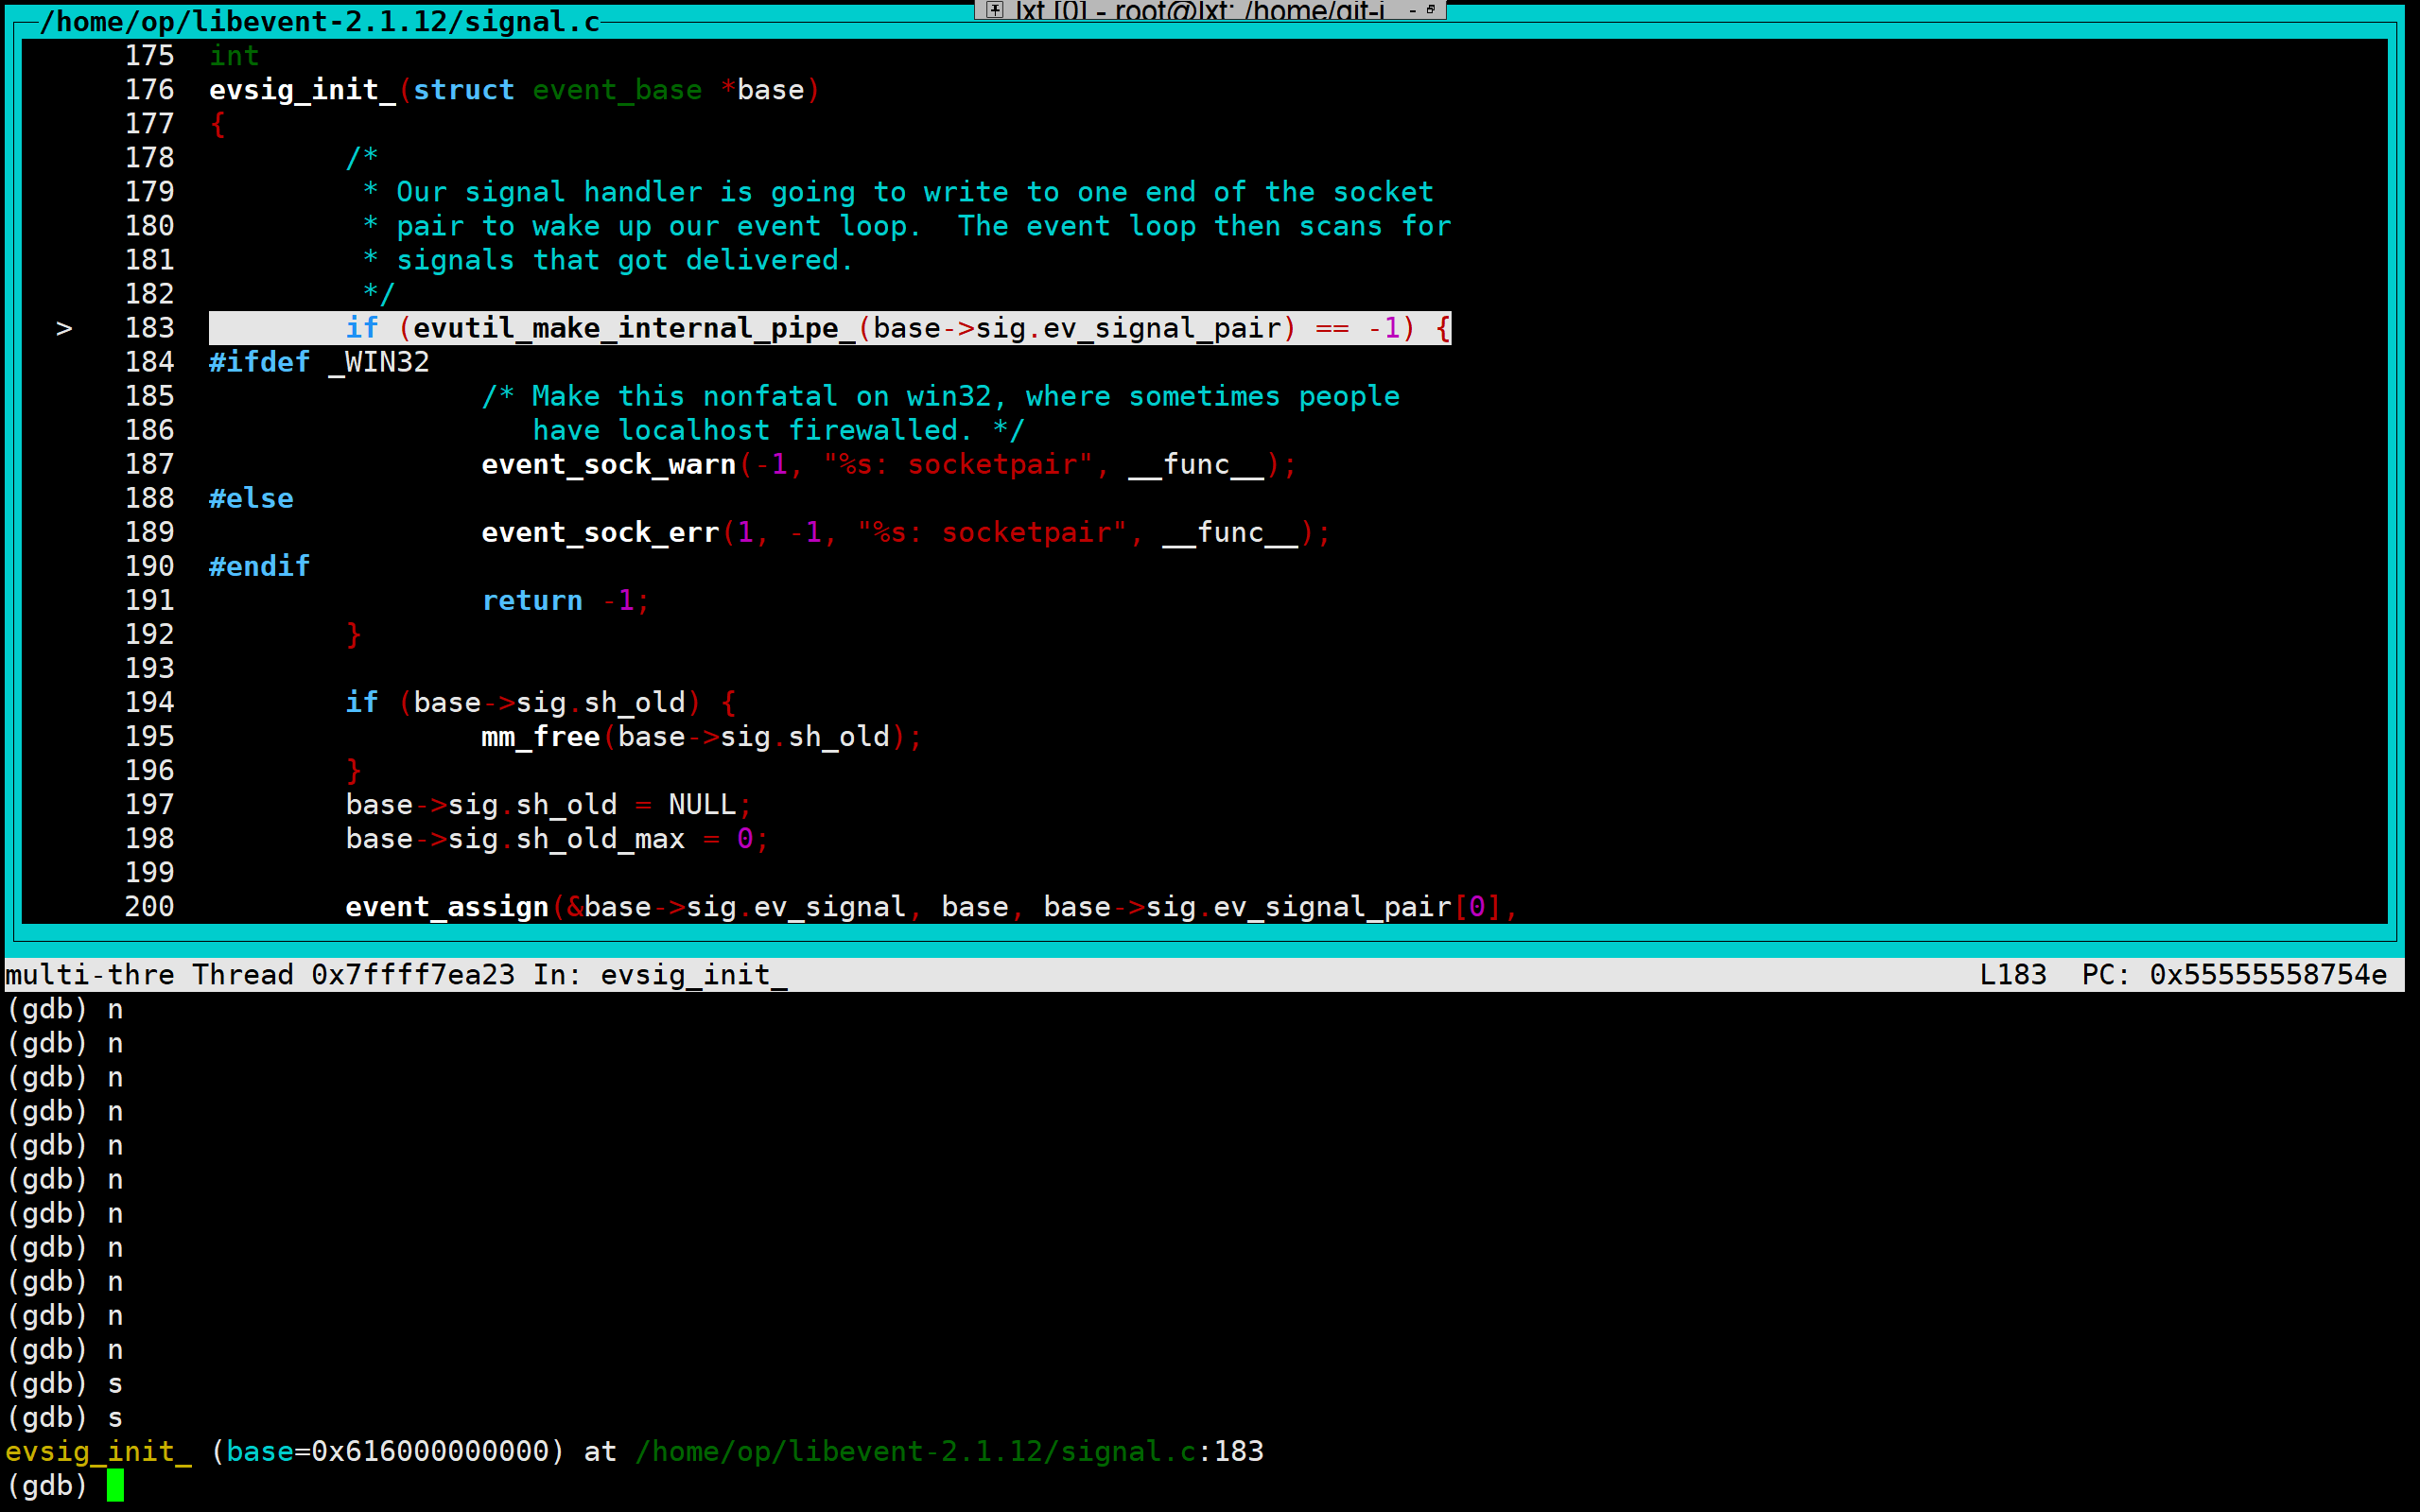 lxt [0] - root@lxt: /home/git-i
/home/op/libevent-2.1.12/signal.c
175 int
176 evsig_init_(struct event_base *base)
177 {
178         /*
179          * Our signal handler is going to write to one end of the socket
180          * pair to wake up our event loop.  The event loop then scans for
181          * signals that got delivered.
182          */
> 183         if (evutil_make_internal_pipe_(base->sig.ev_signal_pair) == -1) {
184 #ifdef _WIN32
185                 /* Make this nonfatal on win32, where sometimes people
186                    have localhost firewalled. */
187                 event_sock_warn(-1, "%s: socketpair", __func__);
188 #else
189                 event_sock_err(1, -1, "%s: socketpair", __func__);
190 #endif
191                 return -1;
192         }
193
194         if (base->sig.sh_old) {
195                 mm_free(base->sig.sh_old);
196         }
197         base->sig.sh_old = NULL;
198         base->sig.sh_old_max = 0;
199
200         event_assign(&base->sig.ev_signal, base, base->sig.ev_signal_pair[0],
multi-thre Thread 0x7ffff7ea23 In: evsig_init_ L183  PC: 0x55555558754e
(gdb) n
(gdb) n
(gdb) n
(gdb) n
(gdb) n
(gdb) n
(gdb) n
(gdb) n
(gdb) n
(gdb) n
(gdb) n
(gdb) s
(gdb) s
evsig_init_ (base=0x616000000000) at /home/op/libevent-2.1.12/signal.c:183
(gdb)